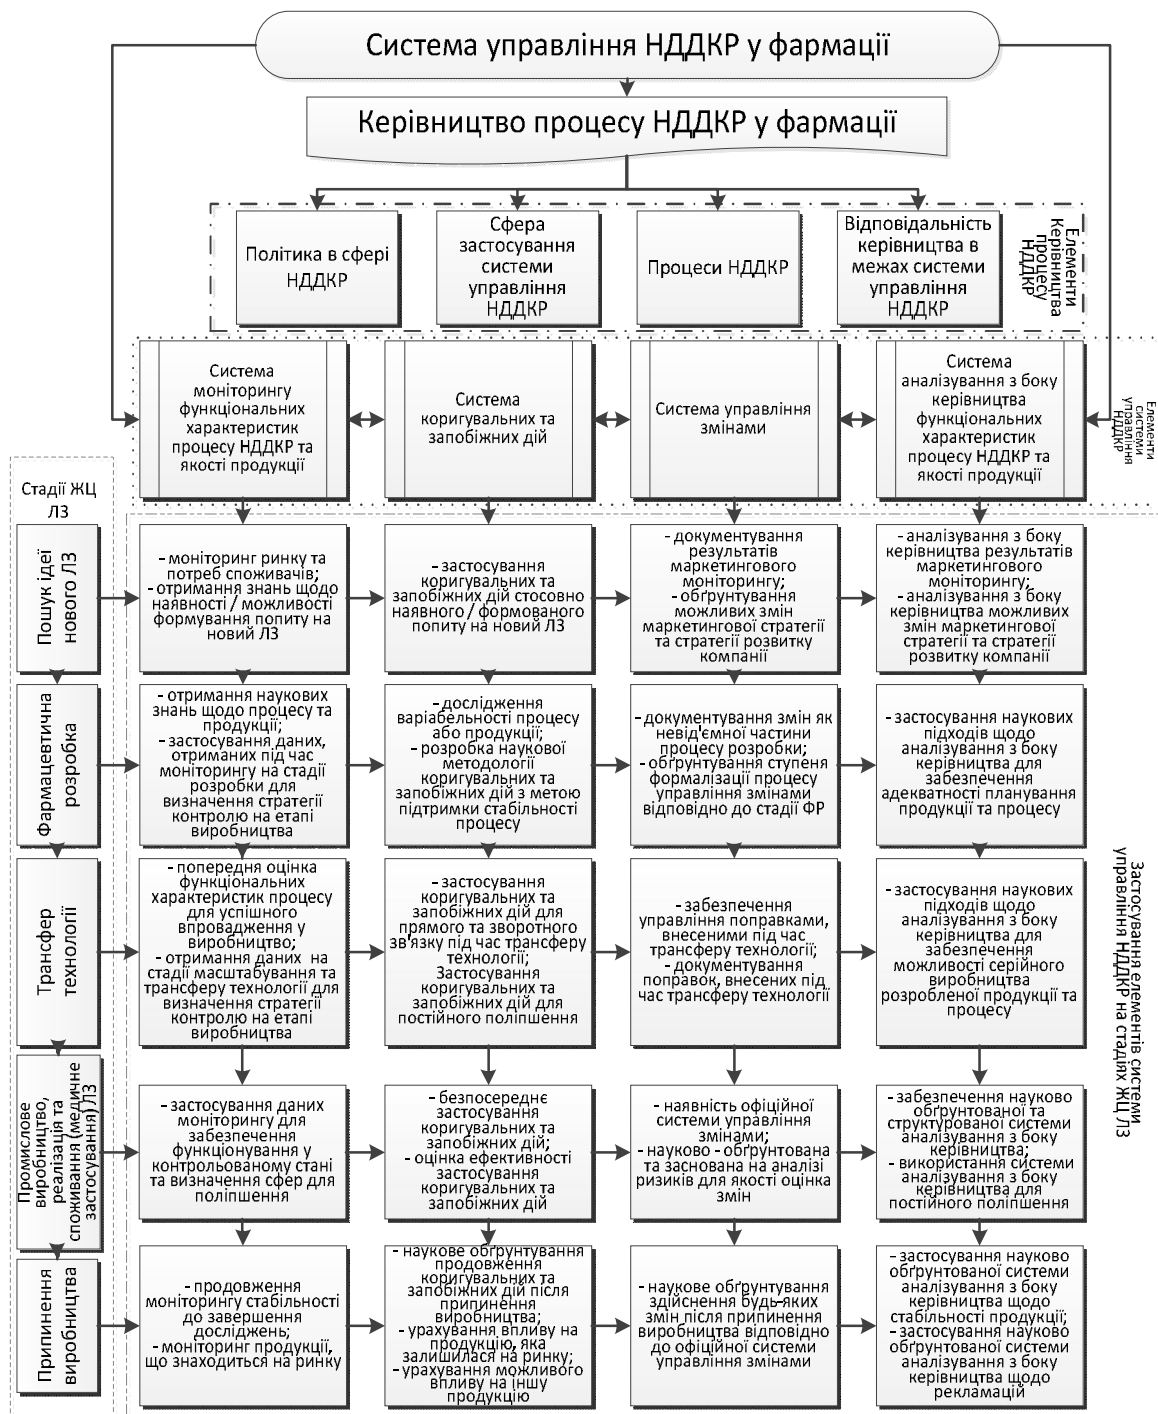 Система управління НДДКР у фармації
Керівництво процесу НДДКР у фармації
Політика в сфері
НДДКР
Сфера
застосування
системи
управління
НДДКР
Процеси НДДКР
Відповідальність
керівництва в
межах системи
управління
НДДКР
Елементи
Керівництва
процесу
НДДКР
Система
моніторингу
функціональних
характеристик
процесу НДДКР та
якості продукції
Система
коригувальних та
запобіжних дій
Система управління
змінами
Система
аналізування з боку
керівництва
функціональних
характеристик
процесу НДДКР та
якості продукції
Елементи
системи
управління
НДДКР
Стадії ЖЦ
ЛЗ
Пошук ідеї
нового ЛЗ
– моніторинг ринку та
потреб споживачів;
– отримання знань щодо
наявності / можливості
формування попиту на
новий ЛЗ
– застосування
коригувальних та
запобіжних дій стосовно
наявного / формованого
попиту на новий ЛЗ
– документування
результатів
маркетингового
моніторингу;
– обґрунтування
можливих змін
маркетингової стратегії
та стратегії розвитку
компанії
– аналізування з боку
керівництва результатів
маркетингового
моніторингу;
– аналізування з боку
керівництва можливих
змін маркетингової
стратегії та стратегії
розвитку компанії
Фармацевтична
розробка
– отримання наукових
знань щодо процесу та
продукції;
– застосування даних,
отриманих під час
моніторингу на стадії
розробки для
визначення стратегії
контролю на етапі
виробництва
– дослідження
варіабельності процесу
або продукції;
– розробка наукової
методології
коригувальних та
запобіжних дій з метою
підтримки стабільності
процесу
– документування змін як
невід'ємної частини
процесу розробки;
– обґрунтування ступеня
формалізації процесу
управління змінами
відповідно до стадії ФР
– застосування наукових
підходів щодо
аналізування з боку
керівництва для
забезпечення
адекватності планування
продукції та процесу
Трансфер
технології
– попередня оцінка
функціональних
характеристик процесу
для успішного
впровадження у
виробництво;
– отримання даних на
стадії масштабування та
трансферу технології для
визначення стратегії
контролю на етапі
виробництва
– застосування
коригувальних та
запобіжних дій для
прямого та зворотного
зв'язку під час трансферу
технології;
Застосування
коригувальних та
запобіжних дій для
постійного поліпшення
– забезпечення
управління поправками,
внесеними під час
трансферу технології;
– документування
поправок, внесених під
час трансферу технології
– застосування наукових
підходів щодо
аналізування з боку
керівництва для
забезпечення
можливості серійного
виробництва
розробленої продукції та
процесу
Застосування елементів системи
управління НДДКР на стадіях ЖЦ ЛЗ
Промислове
виробництво,
реалізація та
споживання (медичне
застосування) ЛЗ
– застосування даних
моніторингу для
забезпечення
функціонування у
контрольованому стані
та визначення сфер для
поліпшення
– безпосереднє
застосування
коригувальних та
запобіжних дій;
– оцінка ефективності
застосування
коригувальних та
запобіжних дій
– наявність офіційної
системи управління
змінами;
– науково - обґрунтована
та заснована на аналізі
ризиків для якості оцінка
змін
– забезпечення науково
обґрунтованої та
структурованої системи
аналізування з боку
керівництва;
– використання системи
аналізування з боку
керівництва для
постійного поліпшення
Припинення
виробництва
– продовження
моніторингу стабільності
до завершення
досліджень;
– моніторинг продукції,
що знаходиться на ринку
– наукове обґрунтування
продовження
коригувальних та
запобіжних дій після
припинення
виробництва;
– урахування впливу на
продукцію, яка
залишилася на ринку;
– урахування можливого
впливу на іншу
продукцію
– наукове обґрунтування
здійснення будь-яких
змін після припинення
виробництва відповідно
до офіційної системи
управління змінами
– застосування науково
обґрунтованої системи
аналізування з боку
керівництва щодо
стабільності продукції;
– застосування науково
обґрунтованої системи
аналізування з боку
керівництва щодо
рекламацій